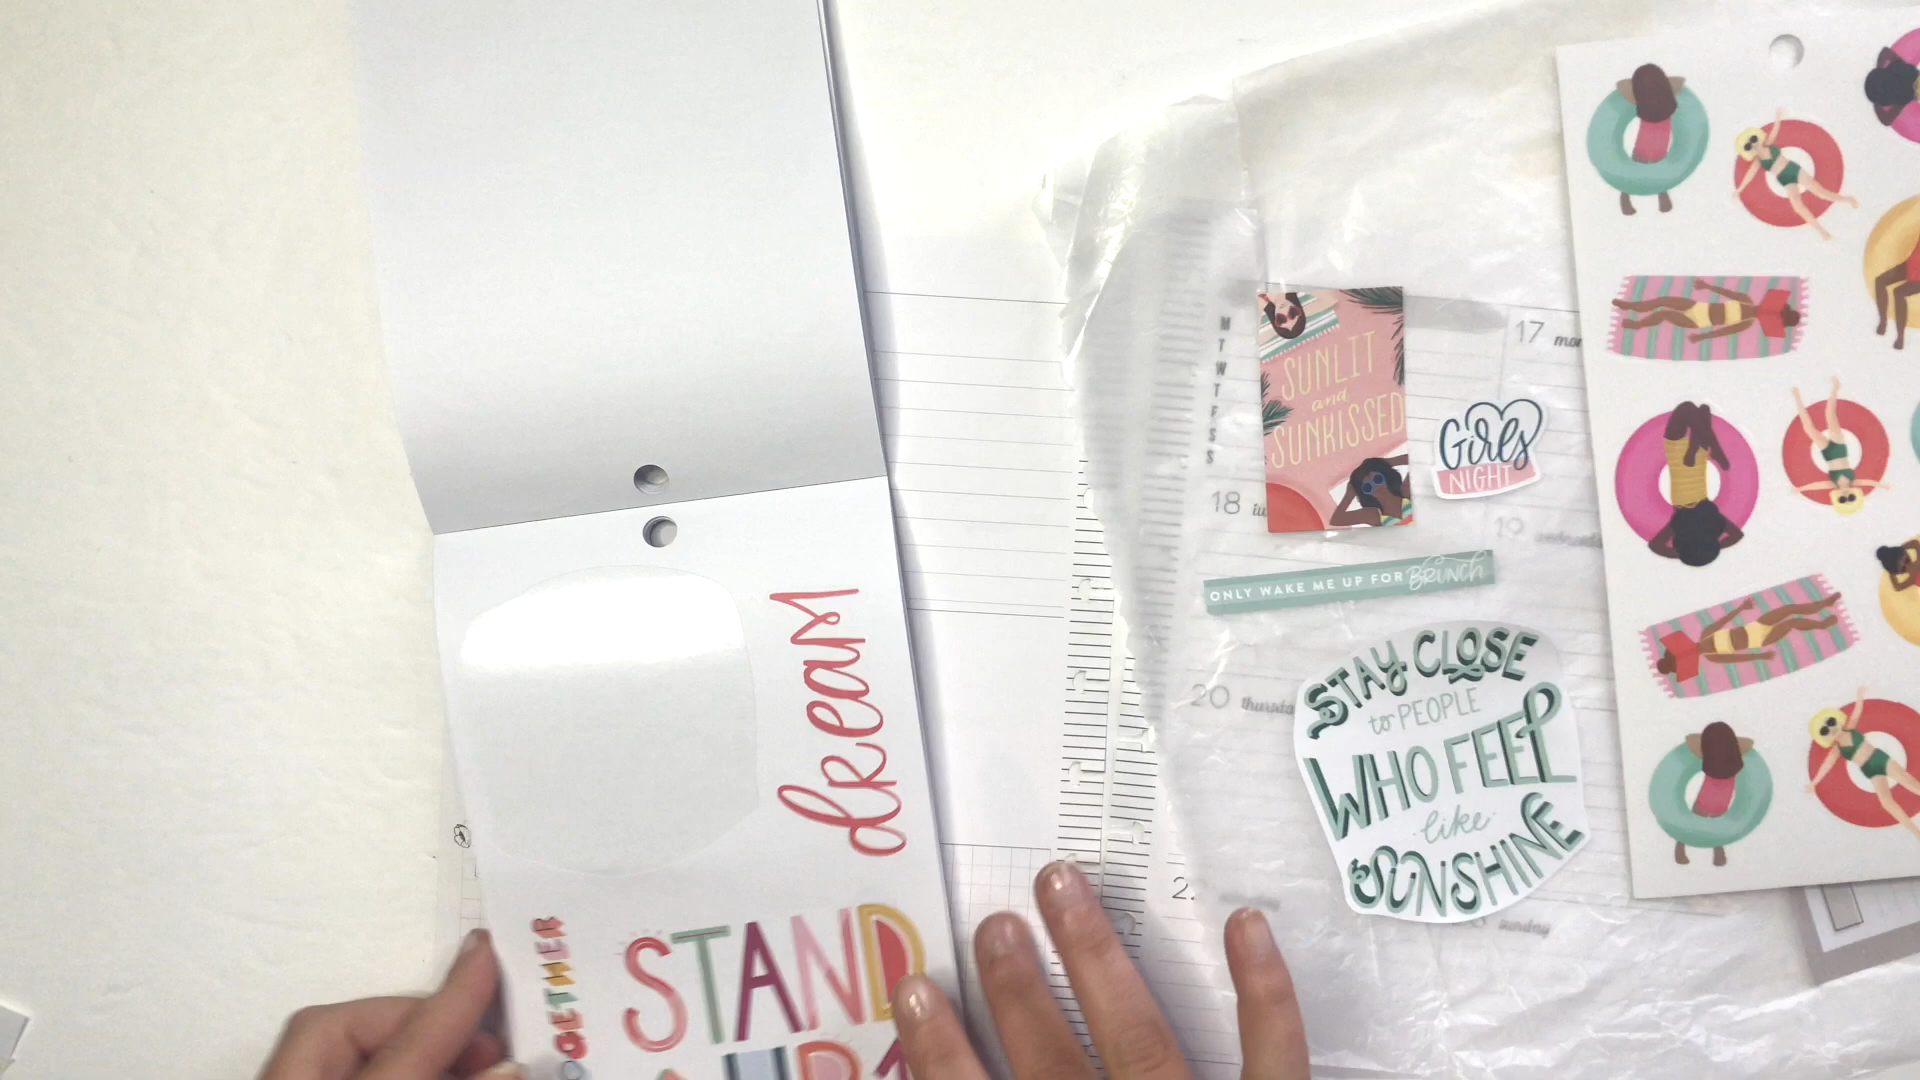 dream
STAND
M
T
W
T
F
S
S
17
SUNLIT
and
SUNKISSED
Girls
NIGHT
18
19
ONLY WAKE ME UP FOR BRUNCH
20
STAY CLOSE
to PEOPLE
WHO FEEL
like
SUNSHINE
sunday